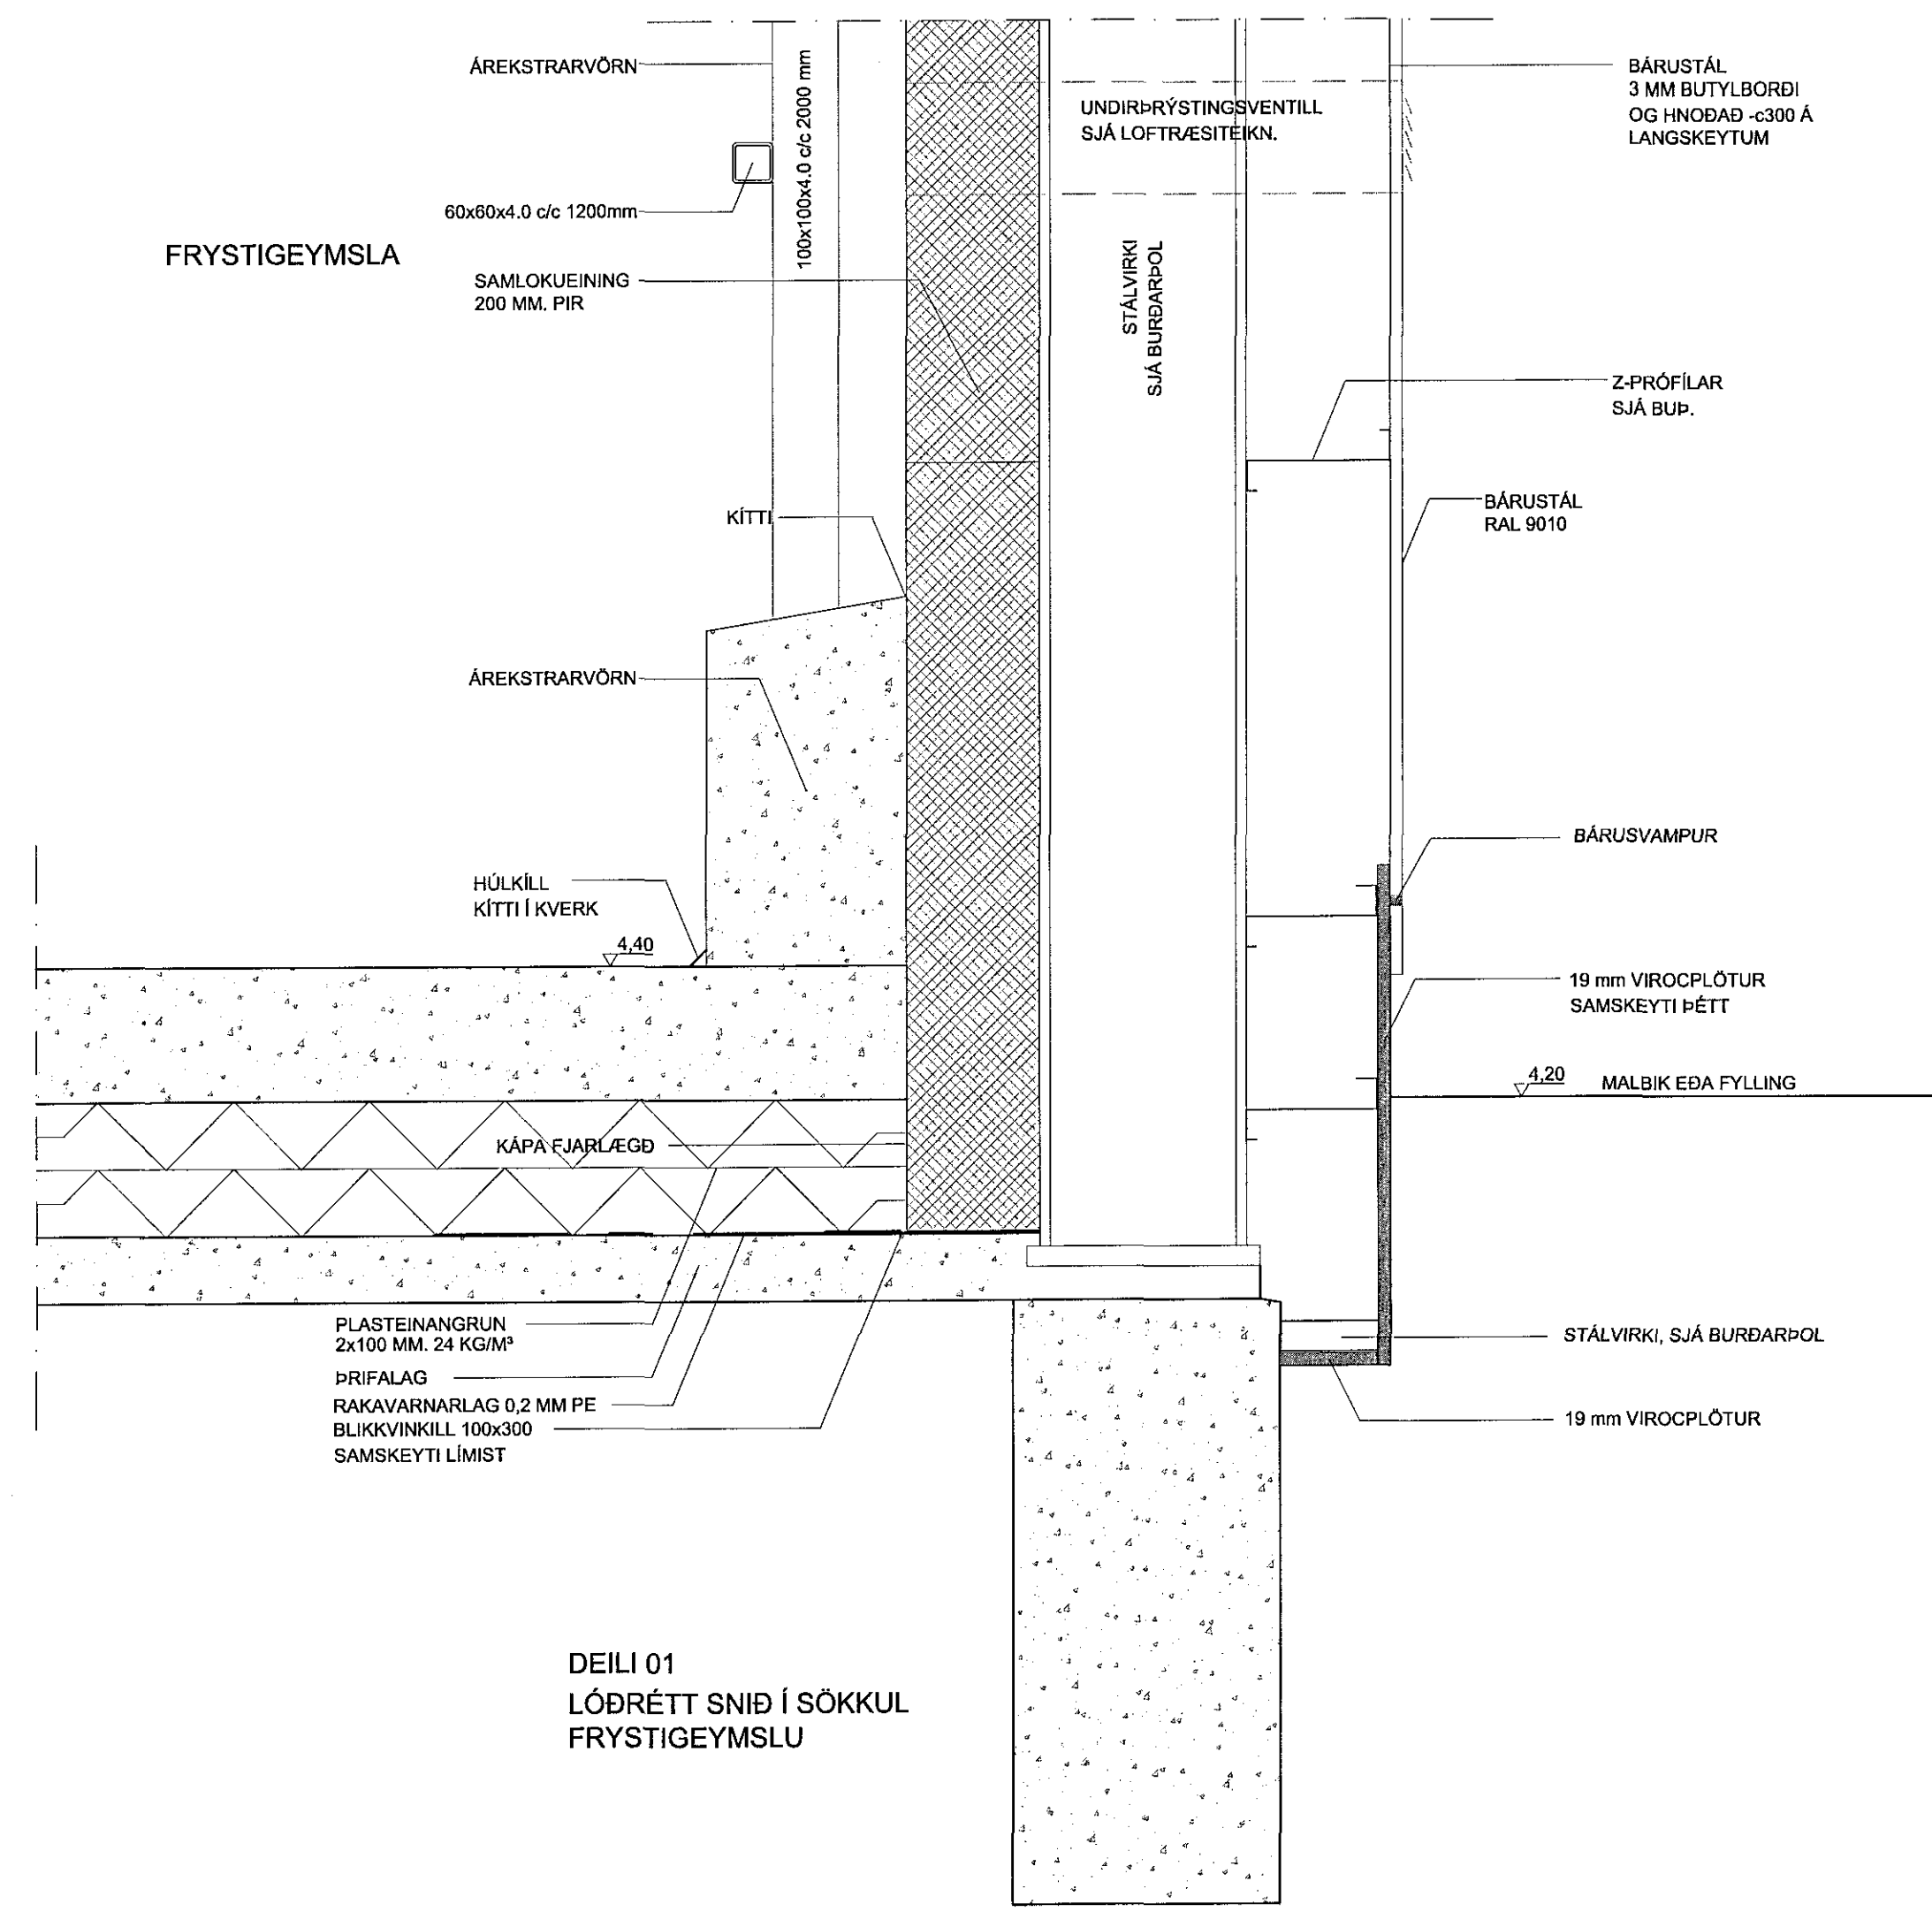 ÁREKSTRARVÖRN
100x100x4.0 c/c 2000 mm
UNDIRÞRÝSTINGSVENTILL
SJÁ LOFTRÆSITEIKN.
BÁRUSTÁL
3 MM BUTYLBORÐI
OG HNOÐAÐ -c300 Á
LANGSKEYTUM
60x60x4.0 c/c 1200mm
FRYSTIGEYMSLA
SAMLOKUEINING
200 MM. PIR
STÁLVIRKI
SJÁ BURÐARÞOL
Z-PRÓFÍLAR
SJÁ BUÞ.
KÍTTI
BÁRUSTÁL
RAL 9010
ÁREKSTRARVÖRN
BÁRUSVAMPUR
HÚLKÍLL
KÍTTI Í KVERK
4,40
19 mm VIROCPLÖTUR
SAMSKEYTI ÞÉTT
4,20
MALBIK EÐA FYLLING
KÁPA FJARLÆGÐ
PLASTEINANGRUN
2x100 MM. 24 KG/M³
ÞRIFALAG
RAKAVARNARLAG 0,2 MM PE
BLIKKVINKILL 100x300
SAMSKEYTI LÍMIST
STÁLVIRKI, SJÁ BURÐARÞOL
19 mm VIROCPLÖTUR
DEILI 01
LÓÐRÉTT SNIÐ Í SÖKKUL
FRYSTIGEYMSLU